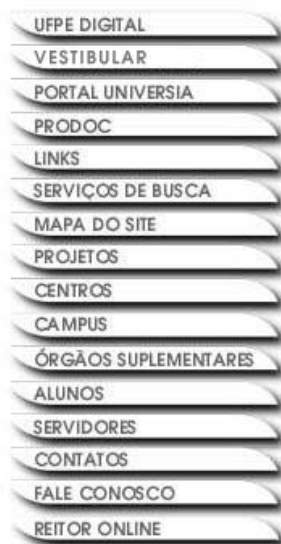 UFPE DIGITAL
VESTIBULAR
PORTAL UNIVERSIA
PRODOC
LINKS
SERVIÇOS DE BUSCA
MAPA DO SITE
PROJETOS
CENTROS
CAMPUS
ÓRGÃOS SUPLEMENTARES
ALUNOS
SERVIDORES
CONTATOS
FALE CONOSCO
REITOR ONLINE